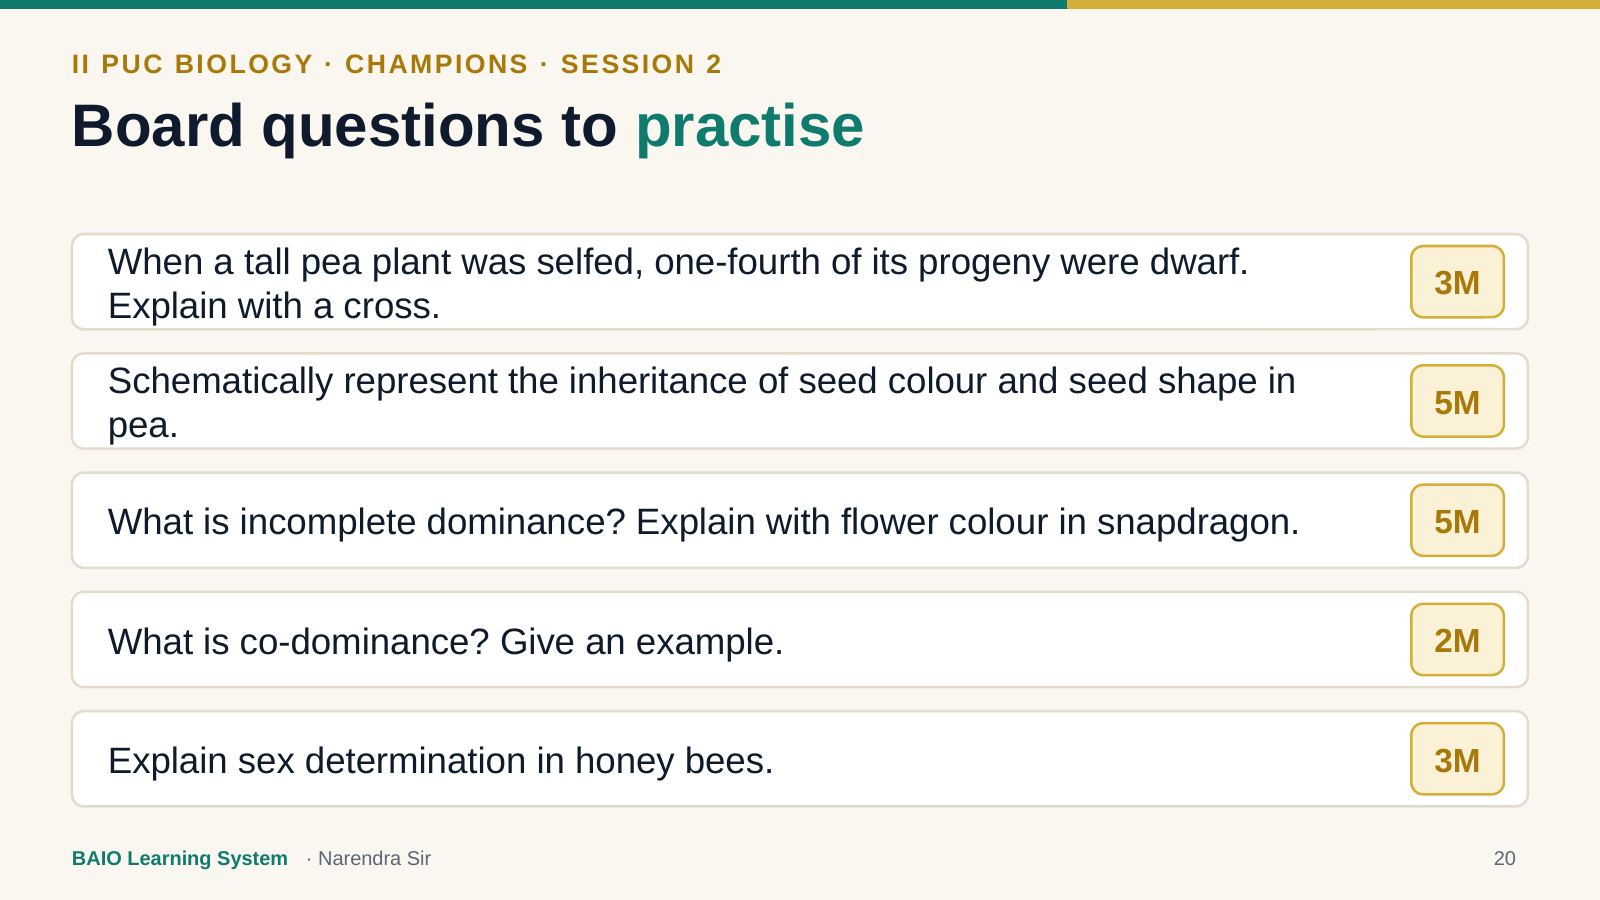 II PUC BIOLOGY · CHAMPIONS · SESSION 2
Board questions to practise
When a tall pea plant was selfed, one-fourth of its progeny were dwarf.
Explain with a cross.
3M
Schematically represent the inheritance of seed colour and seed shape in
pea.
5M
What is incomplete dominance? Explain with flower colour in snapdragon.
5M
What is co-dominance? Give an example.
2M
Explain sex determination in honey bees.
3M
BAIO Learning System · Narendra Sir
20